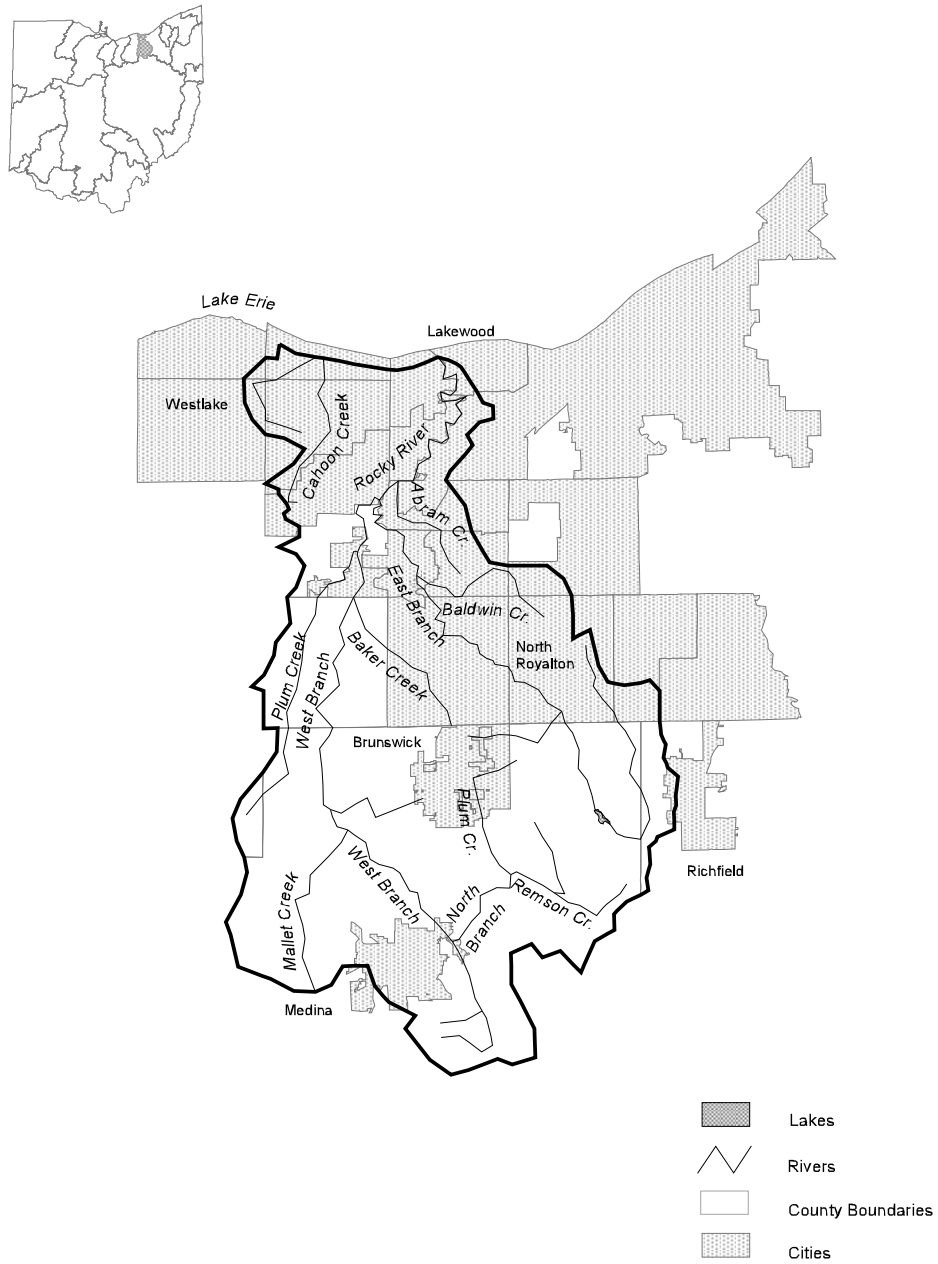 Lake Erie
Lakewood
Westlake
Cahoon Creek
Rocky River
Abram Cr.
East Branch
Baldwin Cr.
North
Royalton
Plum Creek
West Branch
Baker Creek
Brunswick
Plum Cr.
Richfield
West Branch
Mallet Creek
North
Branch
Remson Cr.
Medina
Lakes
Rivers
County Boundaries
Cities